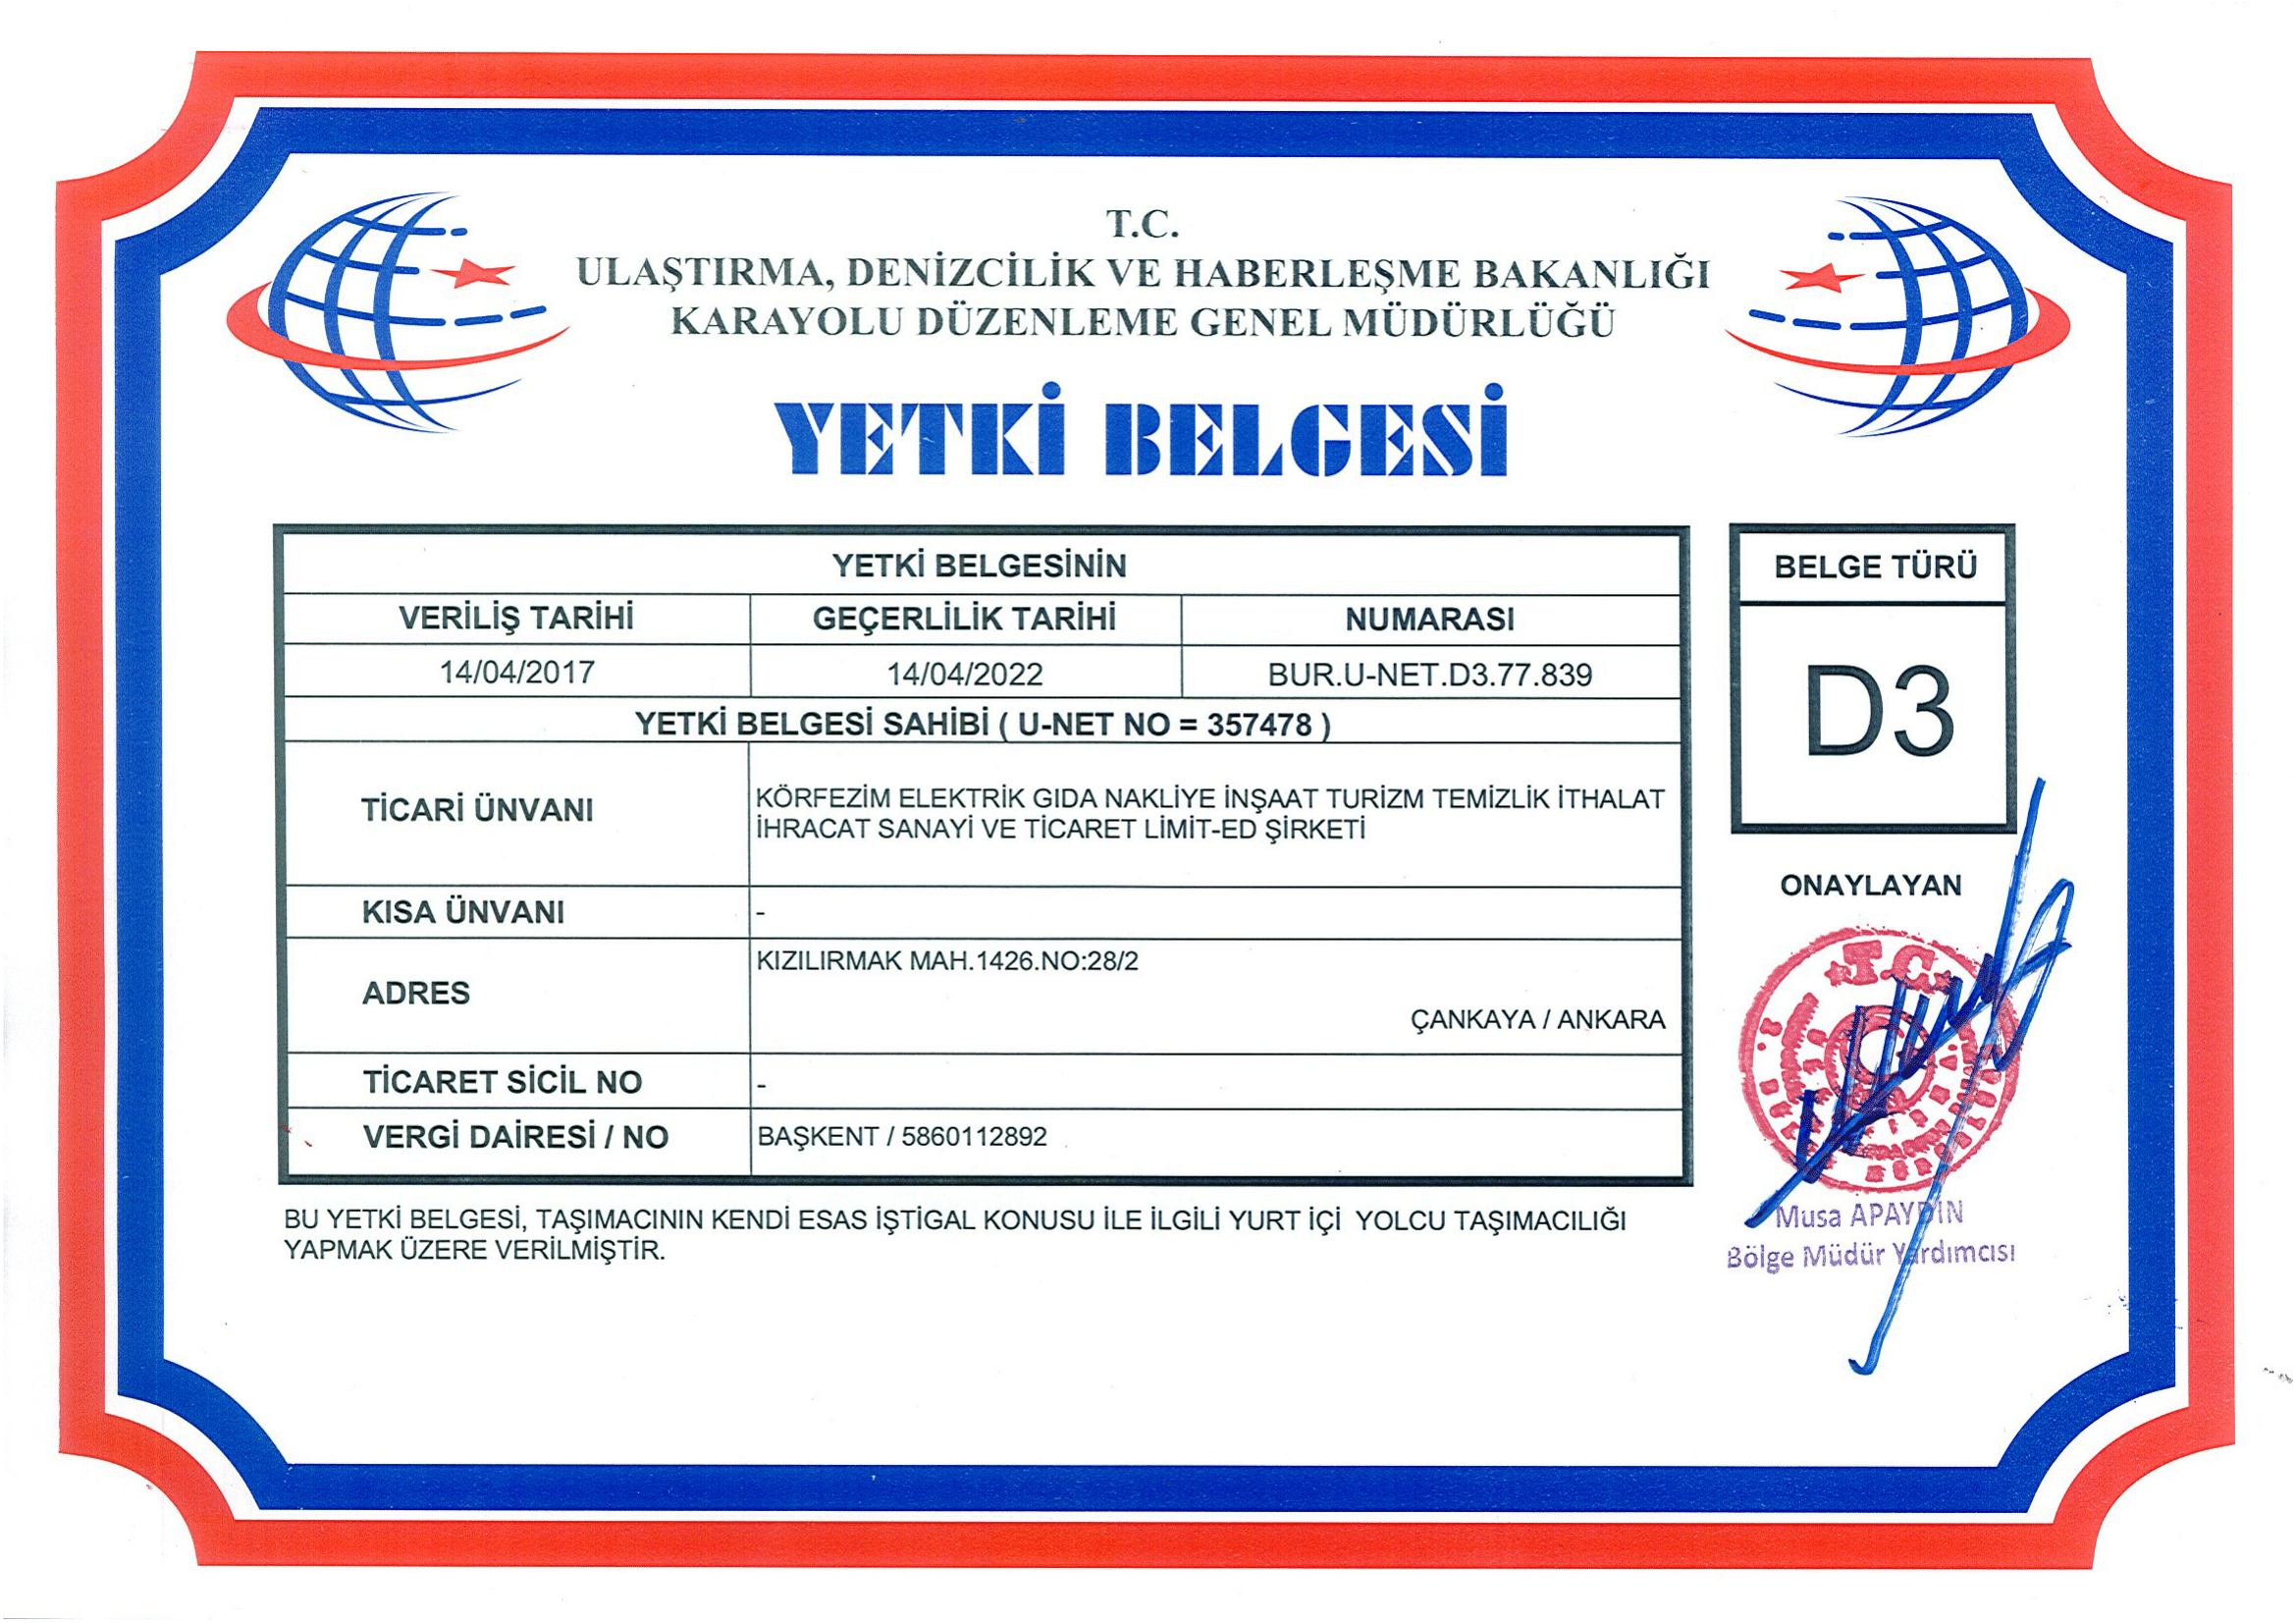 T.C.
ULAŞTIRMA, DENİZCİLİK VE HABERLEŞME BAKANLIĞI
KARAYOLU DÜZENLEME GENEL MÜDÜRLÜĞÜ
YETKİ BELGESİ
YETKİ BELGESİNİN
VERİLİŞ TARİHİ GEÇERLİLİK TARİHİ NUMARASI
14/04/2017 14/04/2022 BUR.U-NET.D3.77.839
YETKİ BELGESİ SAHİBİ ( U-NET NO = 357478 )
TİCARİ ÜNVANI
KÖRFEZİM ELEKTRİK GIDA NAKLİYE İNŞAAT TURİZM TEMİZLİK İTHALAT
İHRACAT SANAYİ VE TİCARET LİMİT-ED ŞİRKETİ
KISA ÜNVANI -
ADRES
KIZILIRMAK MAH.1426.NO:28/2
ÇANKAYA / ANKARA
TİCARET SİCİL NO -
VERGİ DAİRESİ / NO BAŞKENT / 5860112892
BU YETKİ BELGESİ, TAŞIMACININ KENDİ ESAS İŞTİGAL KONUSU İLE İLGİLİ YURT İÇİ YOLCU TAŞIMACILIĞI
YAPMAK ÜZERE VERİLMİŞTİR.
BELGE TÜRÜ
D3
ONAYLAYAN
T.C.
Musa APAYDIN
Bölge Müdür Yardımcısı